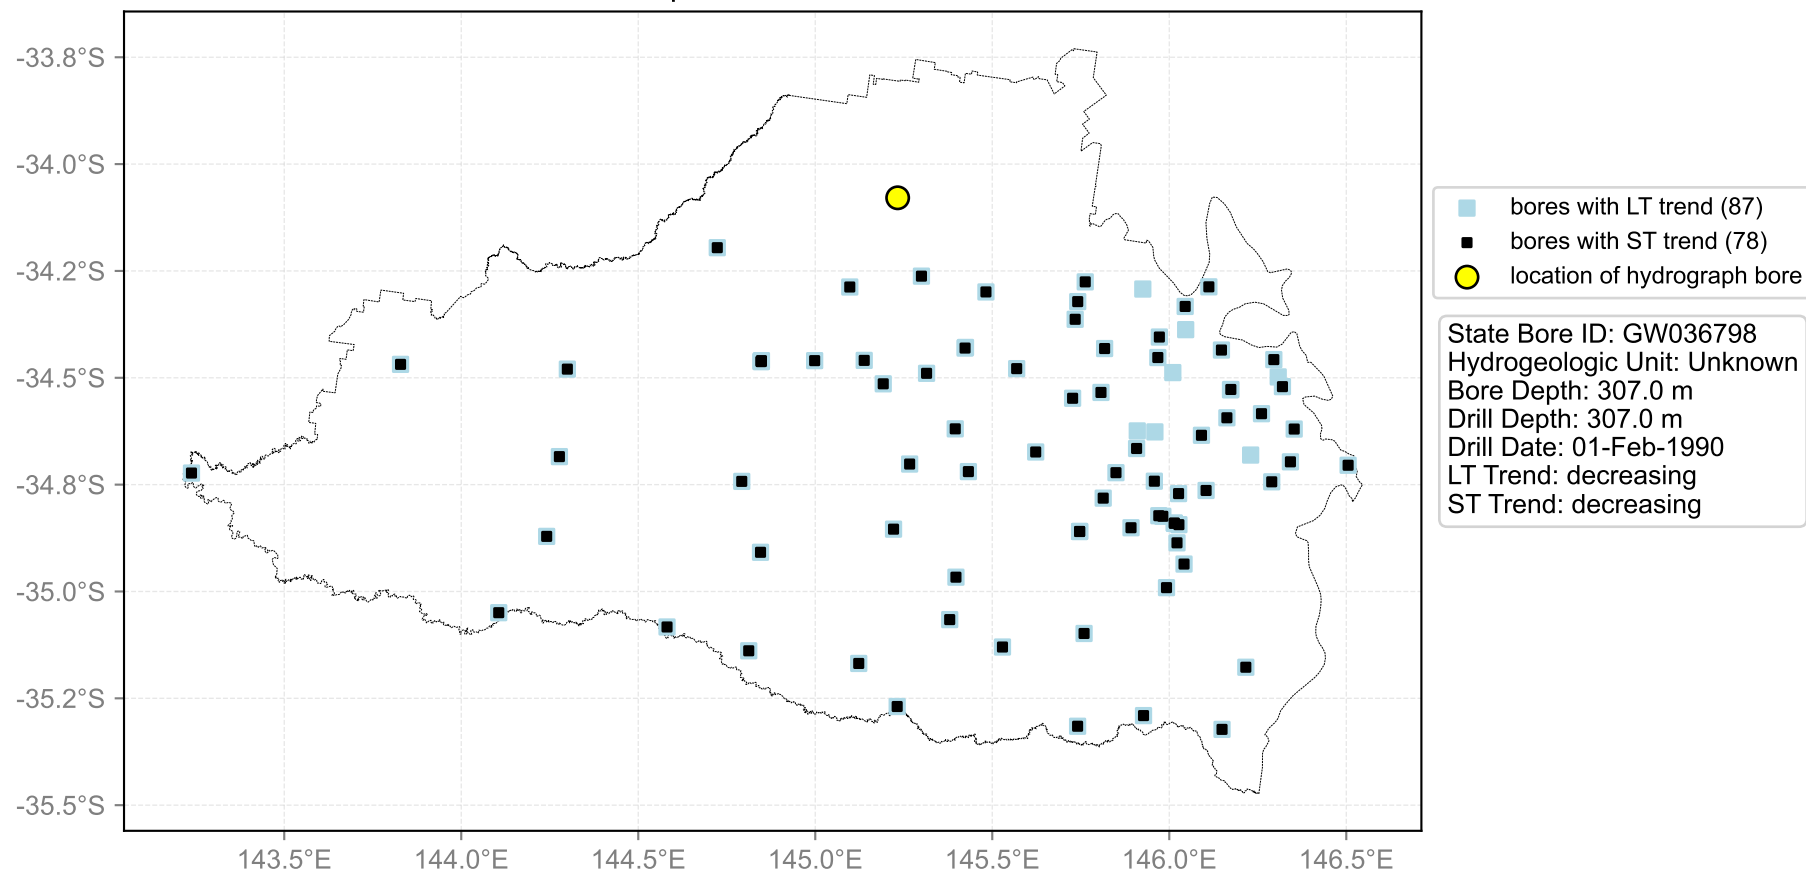 -33.8°S
-34.0°S
-34.2°S
-34.5°S
-34.8°S
-35.0°S
-35.2°S
-35.5°S
143.5°E
144.0°E
144.5°E
145.0°E
145.5°E
146.0°E
146.5°E
bores with LT trend (87)
bores with ST trend (78)
location of hydrograph bore
State Bore ID: GW036798
Hydrogeologic Unit: Unknown
Bore Depth: 307.0 m
Drill Depth: 307.0 m
Drill Date: 01-Feb-1990
LT Trend: decreasing
ST Trend: decreasing